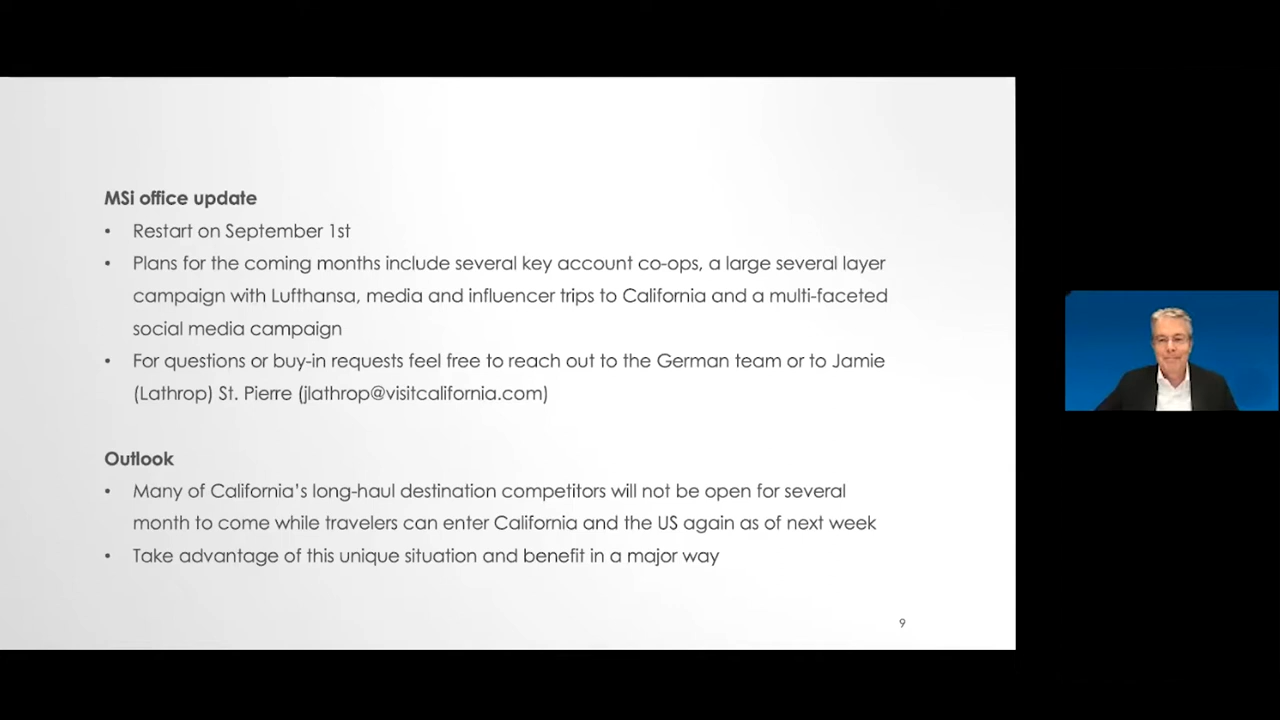 MSi office update
• Restart on September 1st
• Plans for the coming months include several key account co-ops, a large several layer
campaign with Lufthansa, media and influencer trips to California and a multi-faceted
social media campaign
• For questions or buy-in requests feel free to reach out to the German team or to Jamie
(Lathrop) St. Pierre (jlathrop@visitcalifornia.com)
Outlook
• Many of California’s long-haul destination competitors will not be open for several
month to come while travelers can enter California and the US again as of next week
• Take advantage of this unique situation and benefit in a major way
9